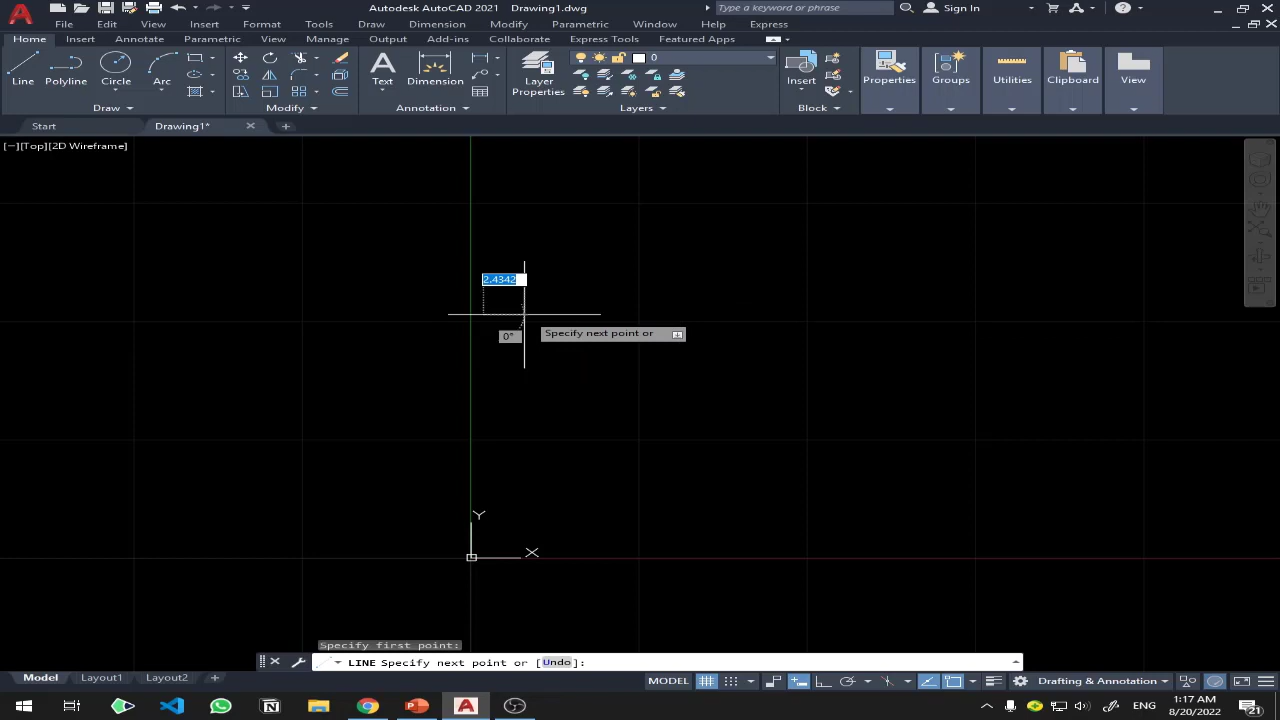 Autodesk AutoCAD 2021 Drawing1.dwg
Type a keyword or phrase
Sign In
File Edit View Insert Format Tools Draw Dimension Modify Parametric Window Help Express
Home Insert Annotate Parametric View Manage Output Add-ins Collaborate Express Tools Featured Apps
0
Line Polyline Circle Arc Text Dimension Layer Properties Insert Properties Groups Utilities Clipboard View
Draw Modify Annotation Layers Block
Start Drawing1*
[−][Top][2D Wireframe]
2.4342
Specify next point or
0°
Y
X
Specify first point:
LINE Specify next point or [Undo]:
Model Layout1 Layout2 +
MODEL
Drafting & Annotation
1:17 AM
ENG
8/20/2022
21